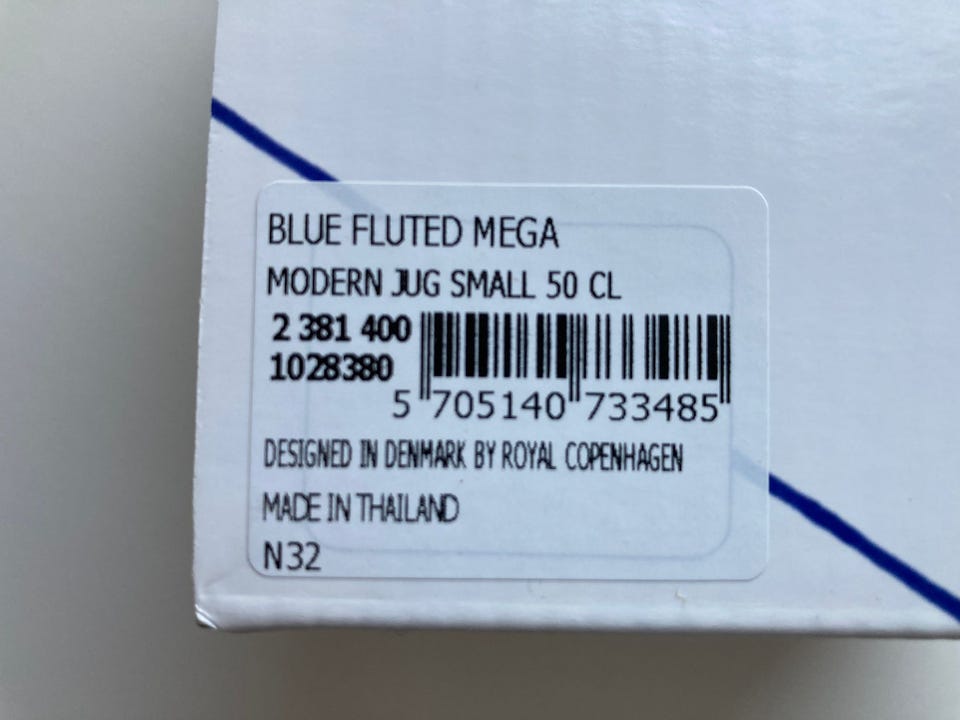 BLUE FLUTED MEGA
MODERN JUG SMALL 50 CL
2 381 400
1028380
5 705140 733485
DESIGNED IN DENMARK BY ROYAL COPENHAGEN
MADE IN THAILAND
N32